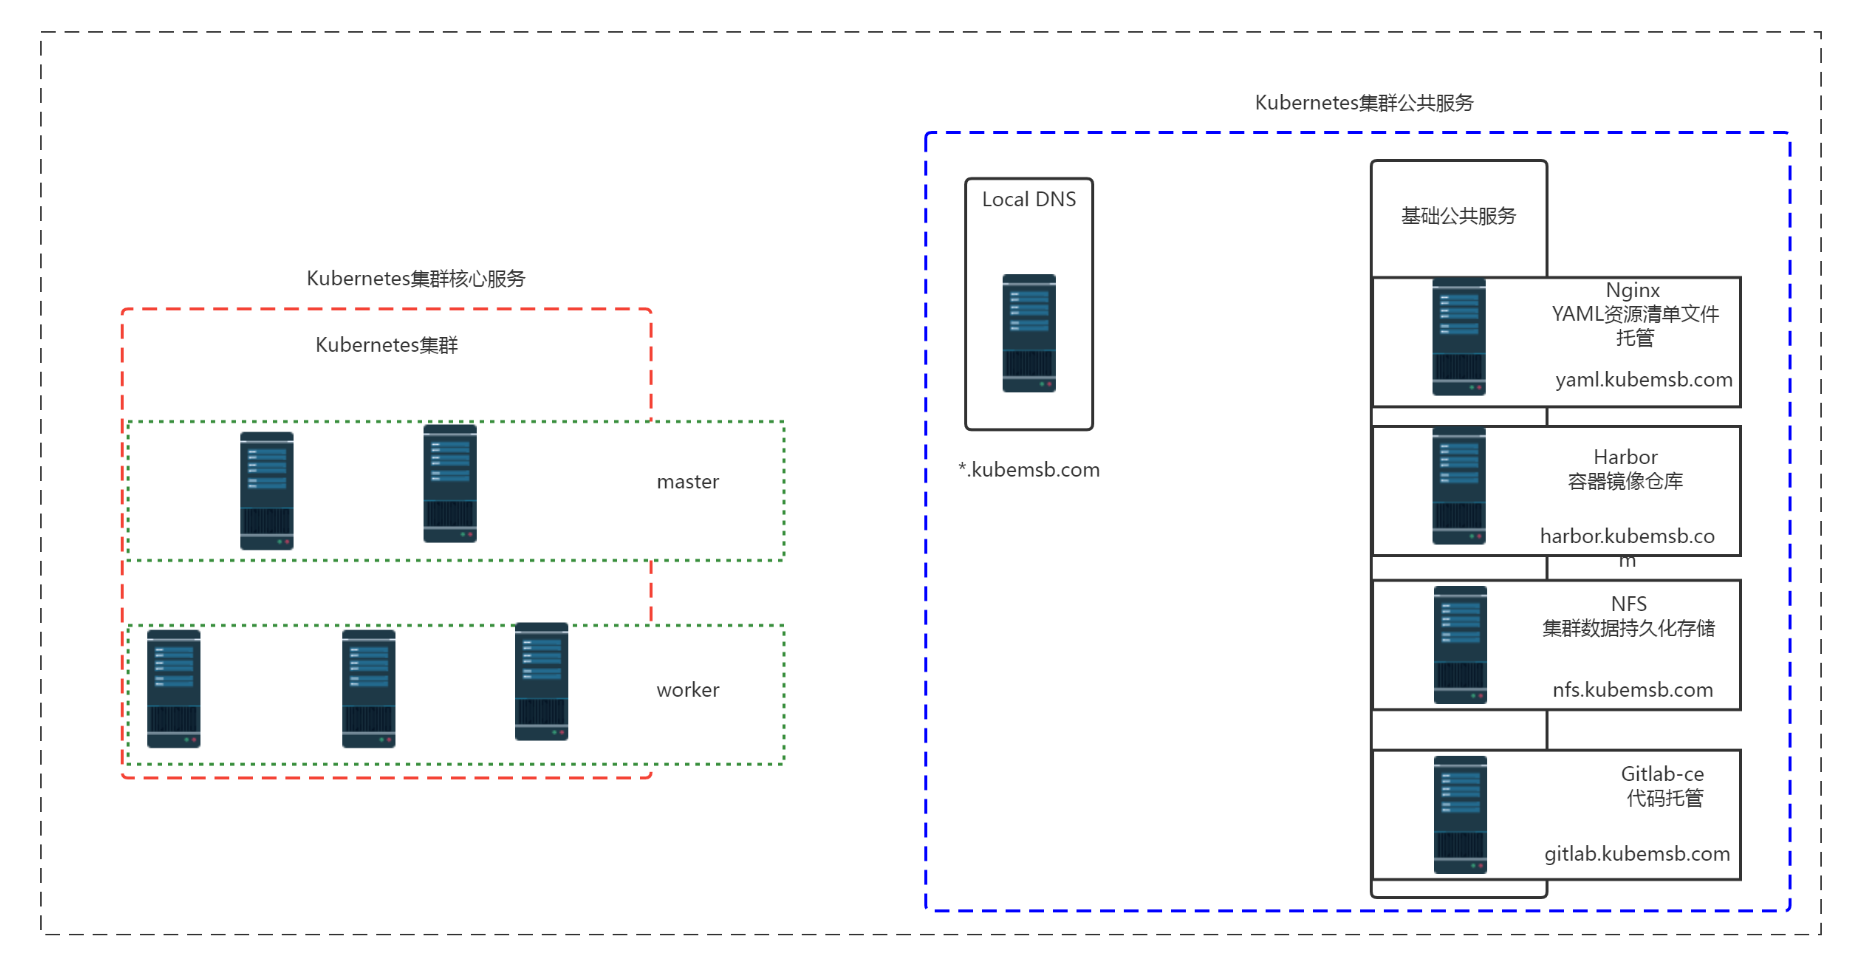 Kubernetes集群公共服务
Local DNS
*.kubemsb.com
基础公共服务
Nginx
YAML资源清单文件
托管
yaml.kubemsb.com
Harbor
容器镜像仓库
harbor.kubemsb.co
m
NFS
集群数据持久化存储
nfs.kubemsb.com
Gitlab-ce
代码托管
gitlab.kubemsb.com
Kubernetes集群核心服务
Kubernetes集群
master
worker